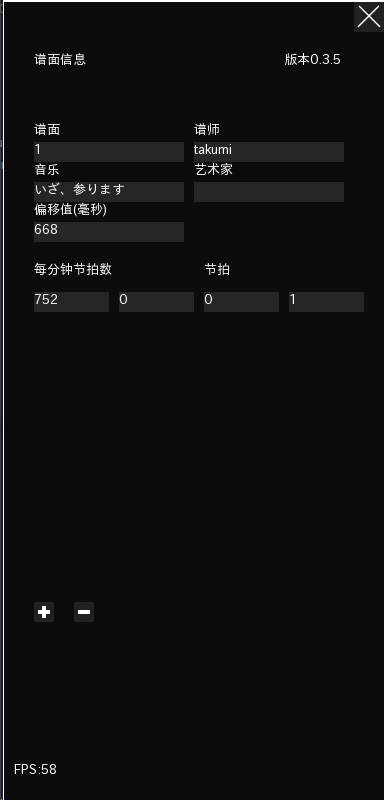 谱面信息 版本0.3.5
谱面 谱师
1 takumi
音乐 艺术家
いざ、参ります
偏移值(毫秒)
668
每分钟节拍数 节拍
752 0 0 1
FPS:58